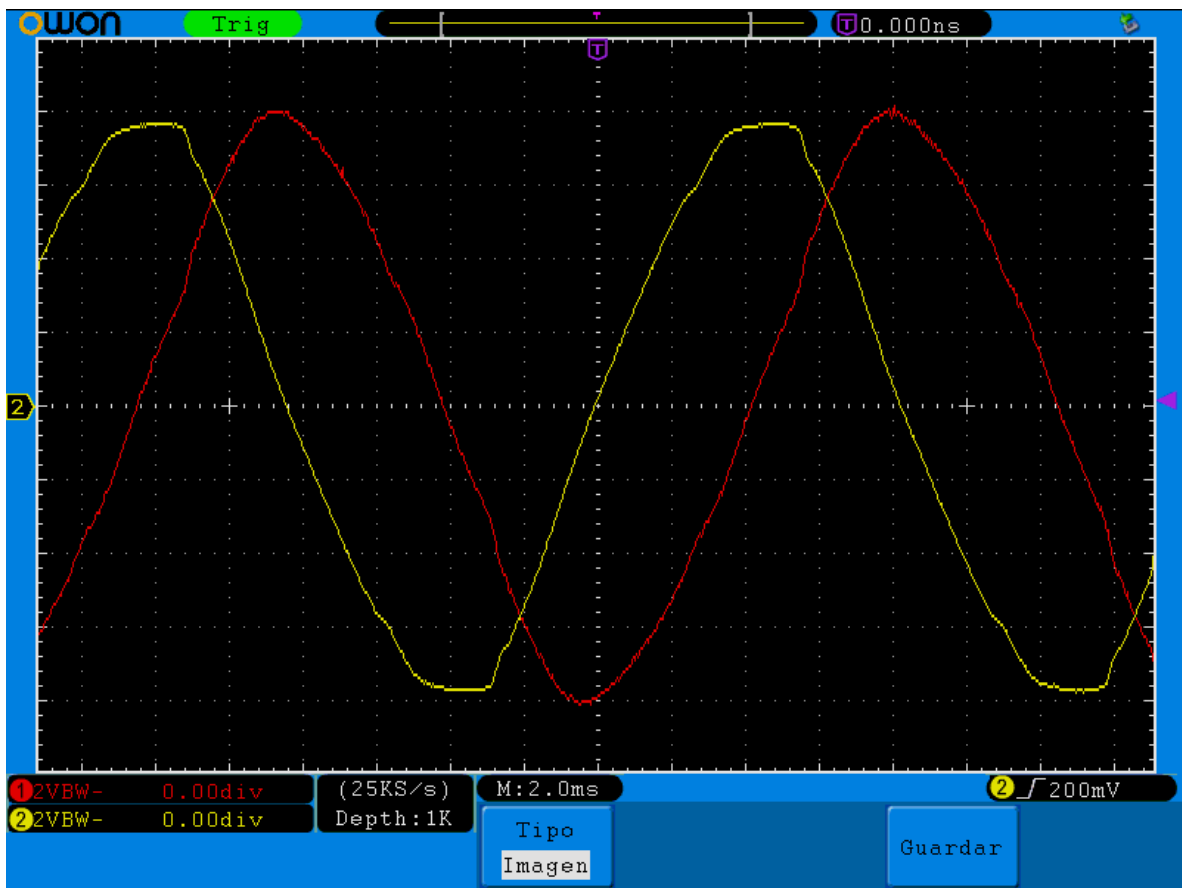 OWON Trig T 0.000ns
T
2
1 2VBW- 0.00div (25KS/s) M:2.0ms 2 200mV
2 2VBW- 0.00div Depth:1K
Tipo
Imagen
Guardar